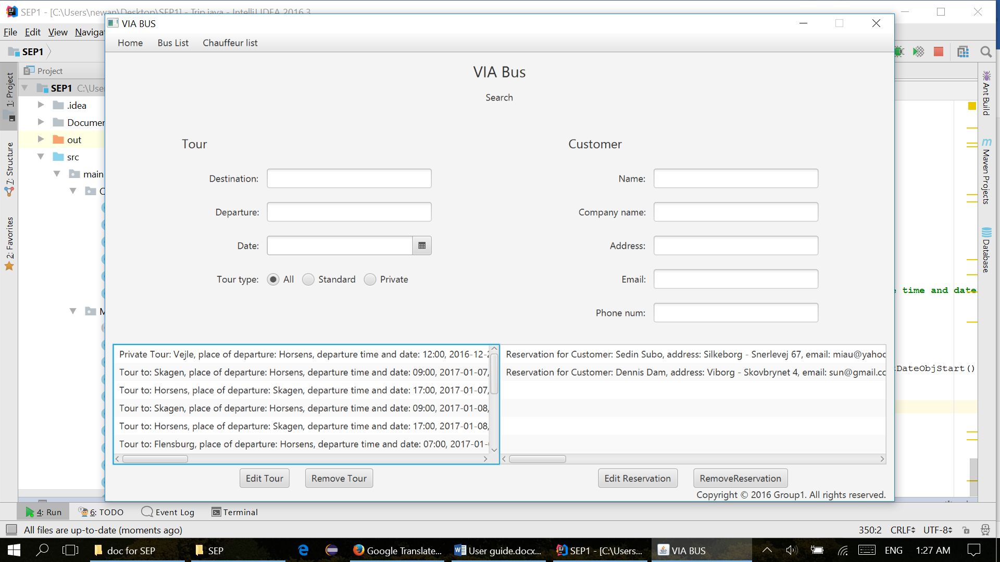 SEP1 - [C:\Users\newan\Desktop\SEP1] - Trip.java - IntelliJ IDEA 2016.3
VIA BUS
File Edit View Navigat
Home Bus List Chauffeur list
SEP1
Project
SEP1 C:\User
.idea
Documen
out
src
main
1: Project
7: Structure
2: Favorites
Ant Build
Maven Projects
Database
VIA Bus
Search
Tour
Destination:
Departure:
Date:
Tour type: All Standard Private
Customer
Name:
Company name:
Address:
Email:
Phone num:
time and date
DateObjStart()
Private Tour: Vejle, place of departure: Horsens, departure time and date: 12:00, 2016-12-2
Tour to: Skagen, place of departure: Horsens, departure time and date: 09:00, 2017-01-07,
Tour to: Horsens, place of departure: Skagen, departure time and date: 17:00, 2017-01-07,
Tour to: Skagen, place of departure: Horsens, departure time and date: 09:00, 2017-01-08,
Tour to: Horsens, place of departure: Skagen, departure time and date: 17:00, 2017-01-08,
Tour to: Flensburg, place of departure: Horsens, departure time and date: 07:00, 2017-01-
Reservation for Customer: Sedin Subo, address: Silkeborg - Snerlevej 67, email: miau@yahoo
Reservation for Customer: Dennis Dam, address: Viborg - Skovbrynet 4, email: sun@gmail.co
Edit Tour Remove Tour
Edit Reservation RemoveReservation
Copyright © 2016 Group1. All rights reserved.
4: Run 6: TODO Event Log Terminal
All files are up-to-date (moments ago)
350:2 CRLF UTF-8
doc for SEP SEP Google Translate... User guide.docx... SEP1 - [C:\Users... VIA BUS ENG 1:27 AM